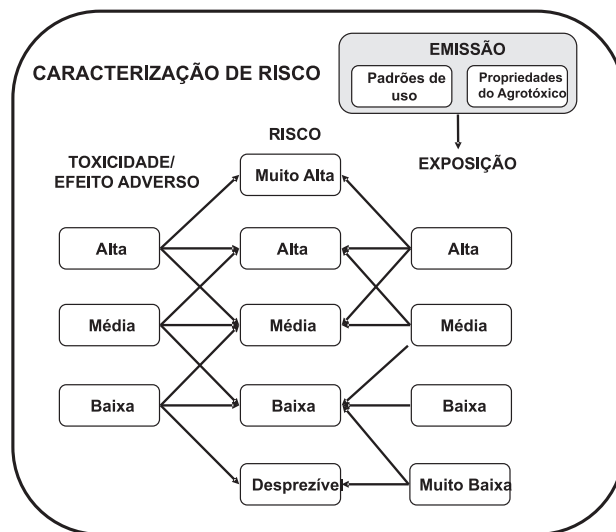 EMISSÃO
Padrões de
uso
Propriedades
do Agrotóxico
CARACTERIZAÇÃO DE RISCO
EXPOSIÇÃO
RISCO
TOXICIDADE/
EFEITO ADVERSO
Muito Alta
Alta
Alta
Alta
Média
Média
Média
Baixa
Baixa
Baixa
Desprezível
Muito Baixa